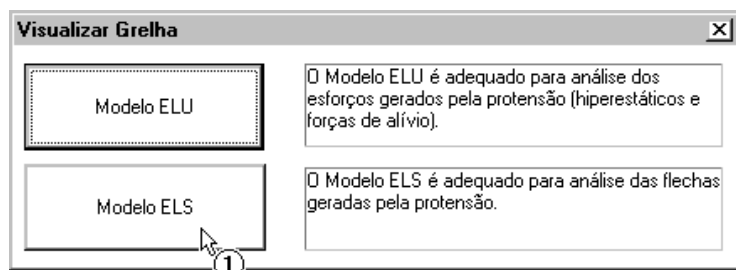 Visualizar Grelha
Modelo ELU
O Modelo ELU é adequado para análise dos
esforços gerados pela protensão (hiperestáticos e
forças de alívio).
Modelo ELS
O Modelo ELS é adequado para análise das flechas
geradas pela protensão.
1